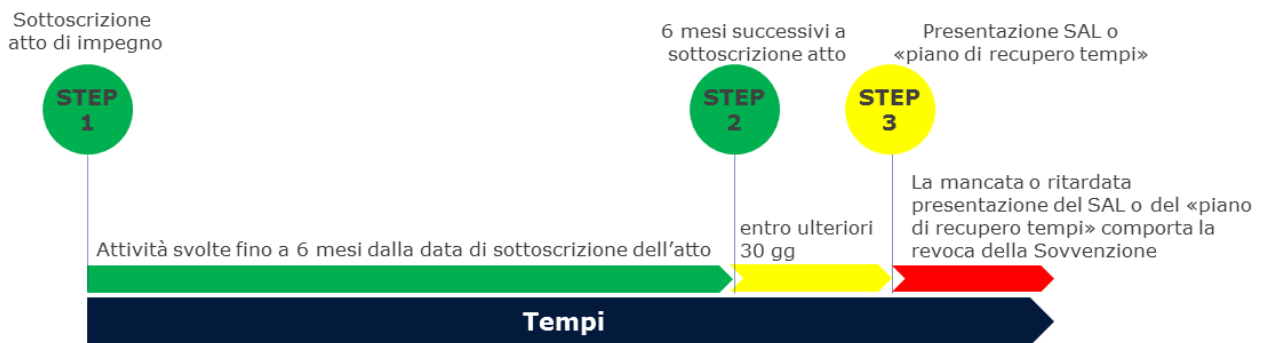 Sottoscrizione
atto di impegno
6 mesi successivi a
sottoscrizione atto
Presentazione SAL o
«piano di recupero tempi»
STEP
1
STEP
2
STEP
3
Attività svolte fino a 6 mesi dalla data di sottoscrizione dell'atto
entro ulteriori
30 gg
La mancata o ritardata
presentazione del SAL o del «piano
di recupero tempi» comporta la
revoca della Sovvenzione
Tempi